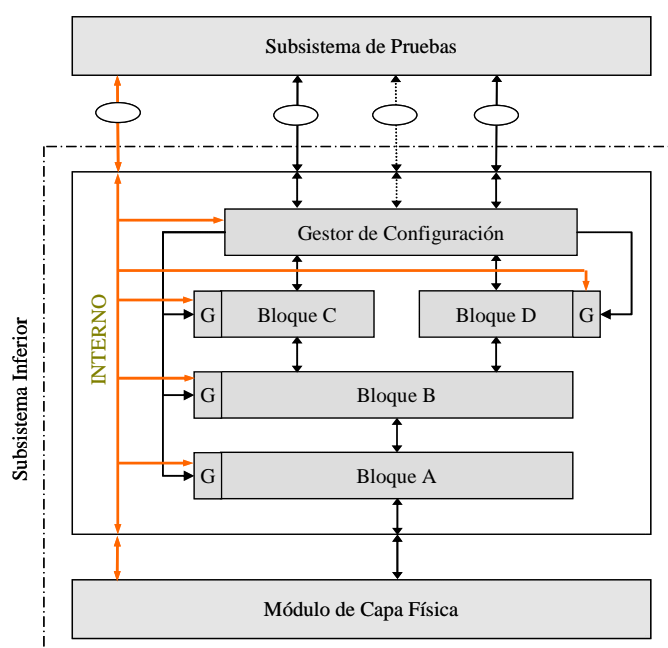 Subsistema de Pruebas
Gestor de Configuración
G
Bloque C
Bloque D
G
INTERNO
Subsistema Inferior
G
Bloque B
G
Bloque A
Módulo de Capa Física